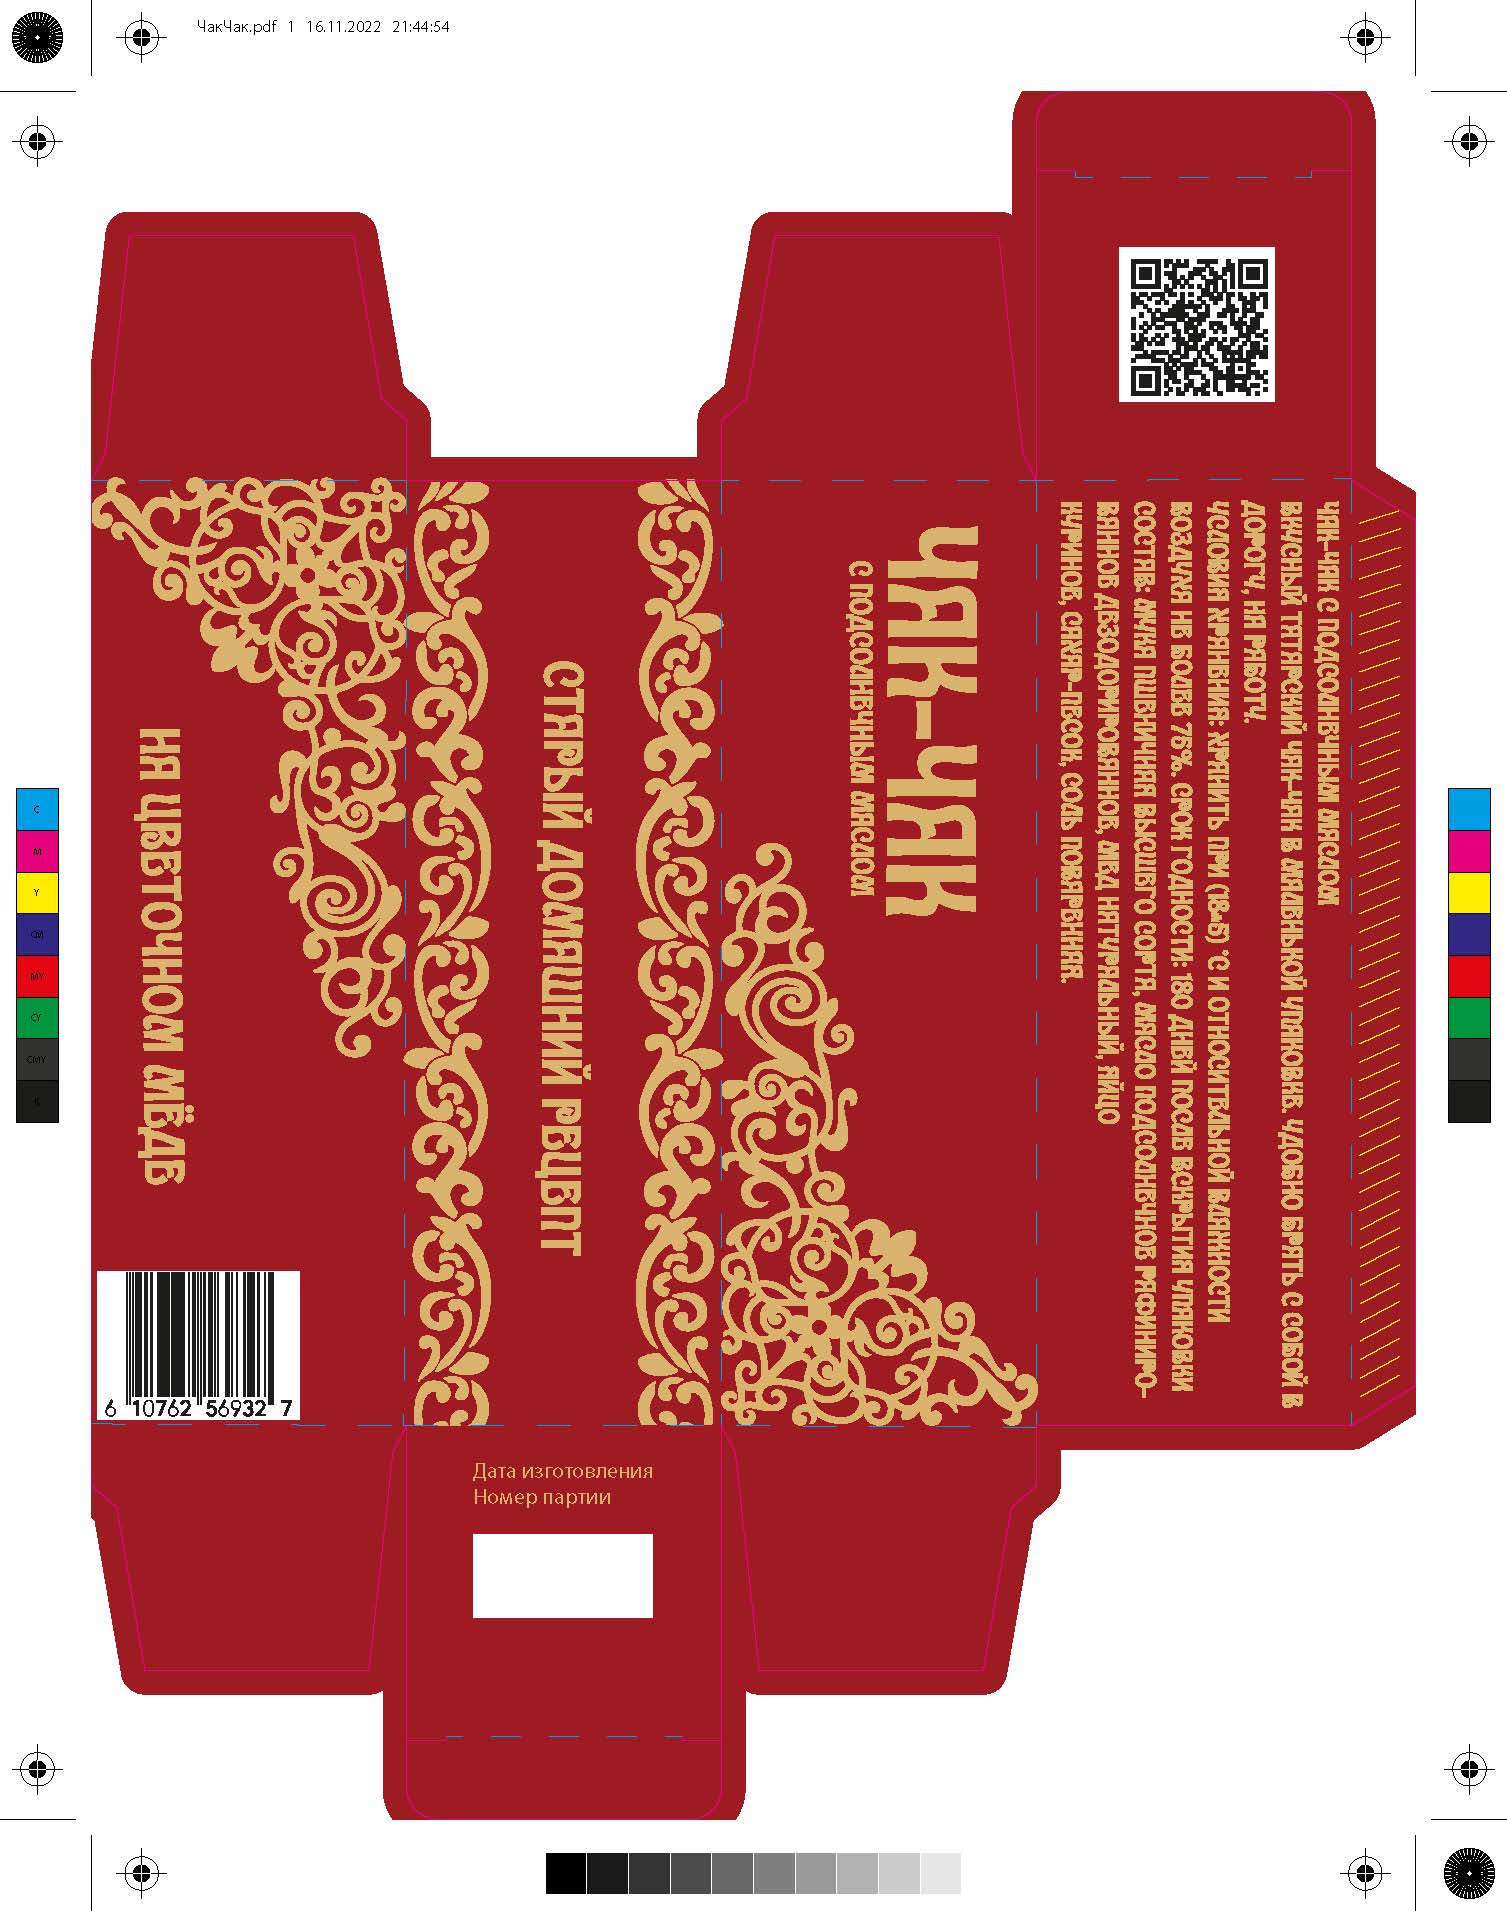 ЧакЧак.pdf 1 16.11.2022 21:44:54
НА ЦВЕТОЧНОМ МЁДЕ
СТАРЫЙ ДОМАШНИЙ РЕЦЕПТ
ЧАК-ЧАК
С ПОДСОЛНЕЧНЫМ МАСЛОМ
ЧАК-ЧАК С ПОДСОЛНЕЧНЫМ МАСЛОМ
ВКУСНЫЙ ТАТАРСКИЙ ЧАК-ЧАК В МАЛЕНЬКОЙ УПАКОВКЕ. УДОБНО БРАТЬ С СОБОЙ В
ДОРОГУ, НА РАБОТУ.
УСЛОВИЯ ХРАНЕНИЯ: ХРАНИТЬ ПРИ (18±5) °С И ОТНОСИТЕЛЬНОЙ ВЛАЖНОСТИ
ВОЗДУХА НЕ БОЛЕЕ 75%. СРОК ГОДНОСТИ: 180 ДНЕЙ ПОСЛЕ ВСКРЫТИЯ УПАКОВКИ
СОСТАВ: МУКА ПШЕНИЧНАЯ ВЫСШЕГО СОРТА, МАСЛО ПОДСОЛНЕЧНОЕ РАФИНИРО-
ВАННОЕ ДЕЗОДОРИРОВАННОЕ, МЕД НАТУРАЛЬНЫЙ, ЯЙЦО
КУРИНОЕ, САХАР-ПЕСОК, СОЛЬ ПОВАРЕННАЯ.
6 10762 56932 7
Дата изготовления
Номер партии
C
M
Y
CM
MY
CY
CMY
K